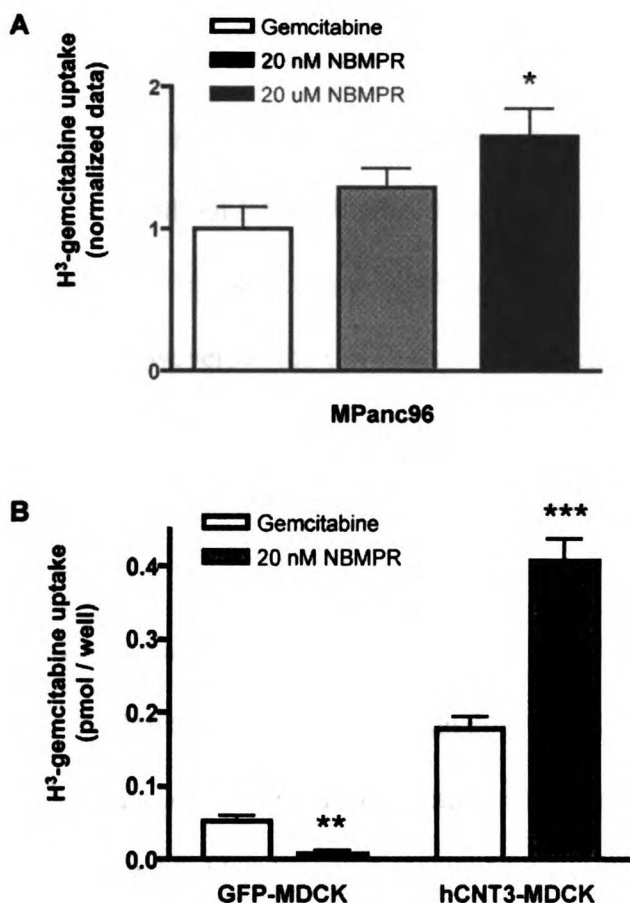 A
Gemcitabine
20 nM NBMPR
20 uM NBMPR
H³-gemcitabine uptake
(normalized data)
2
1
0
*
MPanc96
B
Gemcitabine
20 nM NBMPR
H³-gemcitabine uptake
(pmol / well)
0.4
0.3
0.2
0.1
0.0
**
***
GFP-MDCK
hCNT3-MDCK